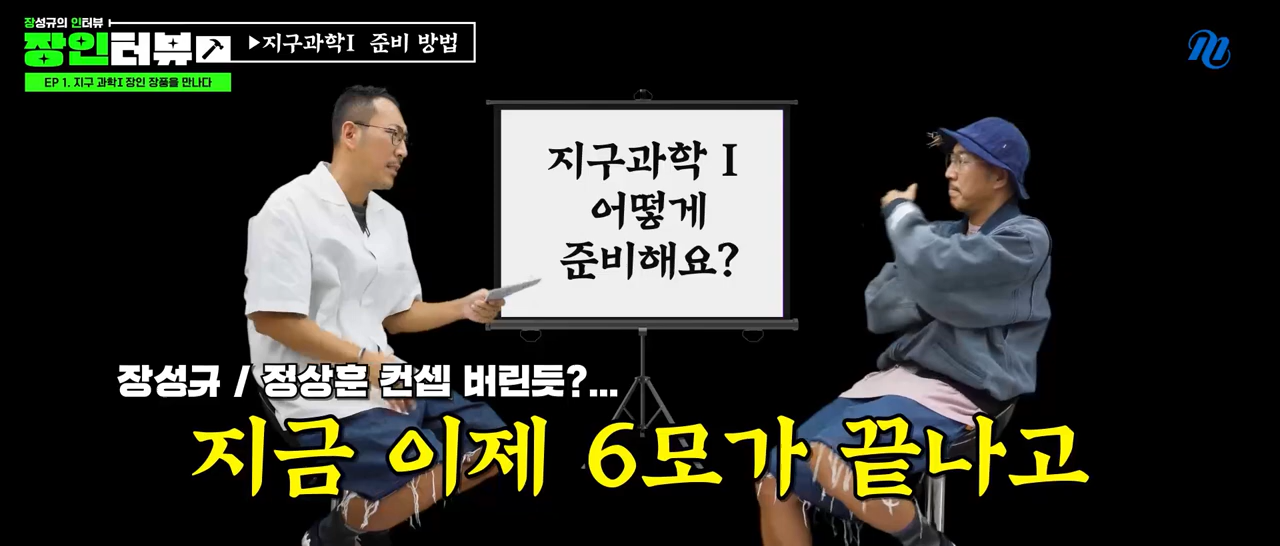 장성규의 인터뷰
장인터뷰
▶지구과학Ⅰ 준비 방법
EP 1. 지구 과학Ⅰ 장인 장풍을 만나다
지구과학 Ⅰ
어떻게
준비해요?
장성규 / 정상훈 컨셉 버린듯?...
지금 이제 6모가 끝나고